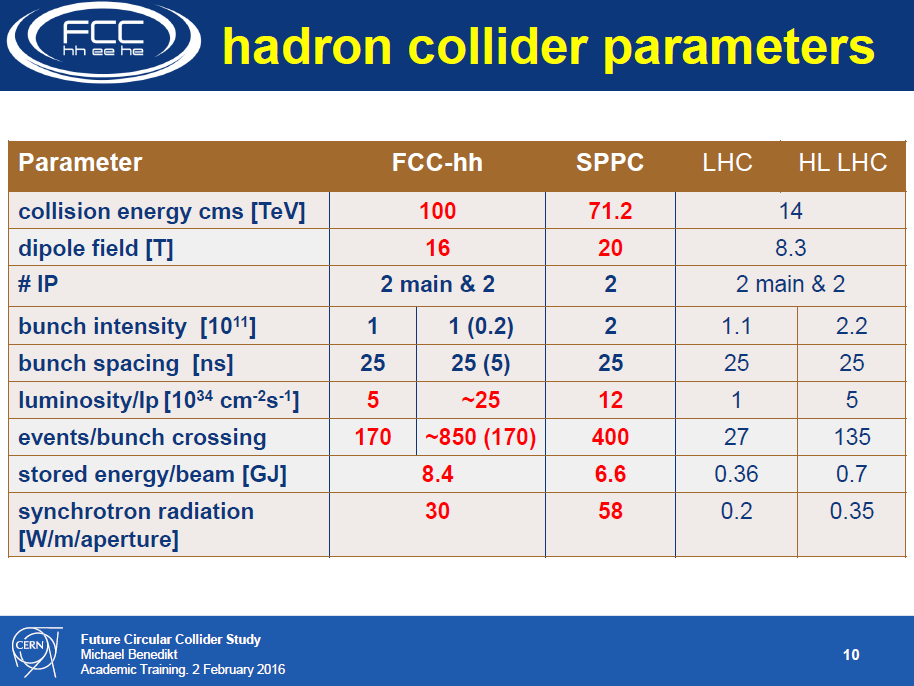 FCC
hh ee he
hadron collider parameters
Parameter FCC-hh SPPC LHC HL LHC
collision energy cms [TeV] 100 71.2 14
dipole field [T] 16 20 8.3
# IP 2 main & 2 2 2 main & 2
bunch intensity [10¹¹] 1 1 (0.2) 2 1.1 2.2
bunch spacing [ns] 25 25 (5) 25 25 25
luminosity/Ip [10³⁴ cm⁻²s⁻¹] 5 ~25 12 1 5
events/bunch crossing 170 ~850 (170) 400 27 135
stored energy/beam [GJ] 8.4 6.6 0.36 0.7
synchrotron radiation 30 58 0.2 0.35
[W/m/aperture]
CERN
Future Circular Collider Study
Michael Benedikt
Academic Training. 2 February 2016
10